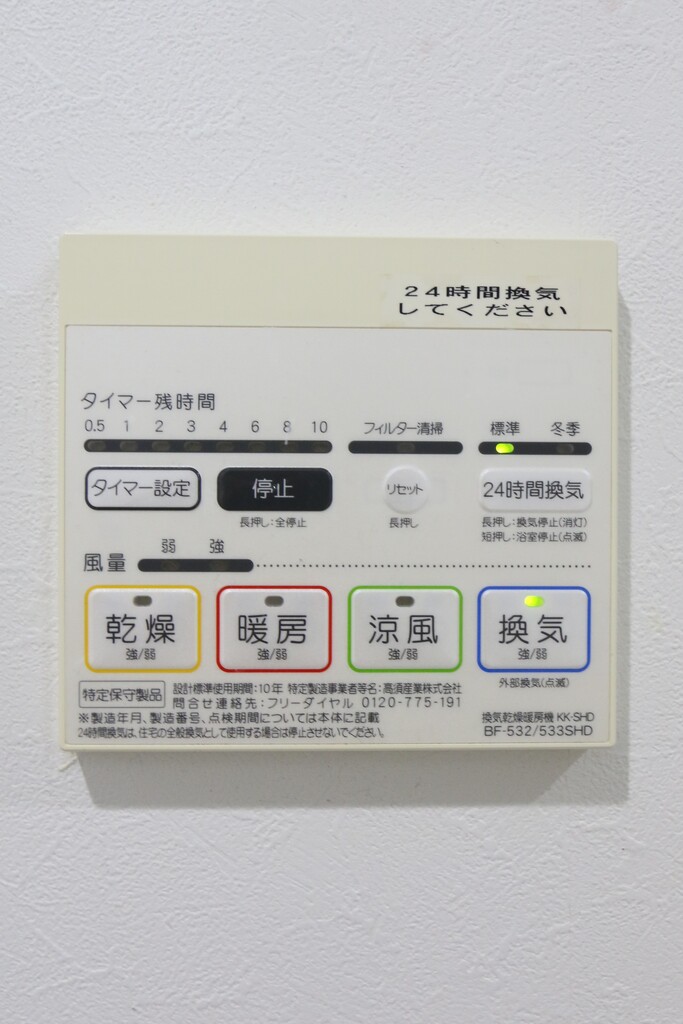 24時間換気
してください
タイマー残時間
0.5 1 2 3 4 6 8 10
フィルター清掃
標準 冬季
タイマー設定
停止
リセット
24時間換気
長押し:全停止
長押し
長押し:換気停止(消灯)
短押し:浴室停止(点滅)
風量 弱 強
乾燥
強/弱
暖房
強/弱
涼風
強/弱
換気
強/弱
外部換気(点滅)
特定保守製品
設計標準使用期間:10年 特定製造事業者等名:高須産業株式会社
問合せ連絡先:フリーダイヤル 0120-775-191
※製造年月、製造番号、点検期間については本体に記載
24時間換気は、住宅の全般換気として使用する場合は停止させないでください。
換気乾燥暖房機 KK-SHD
BF-532/533SHD